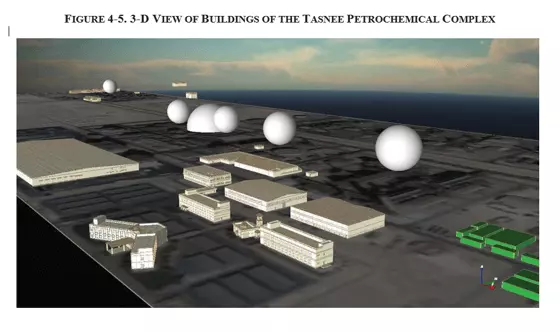 FIGURE 4-5. 3-D VIEW OF BUILDINGS OF THE TASNEE PETROCHEMICAL COMPLEX